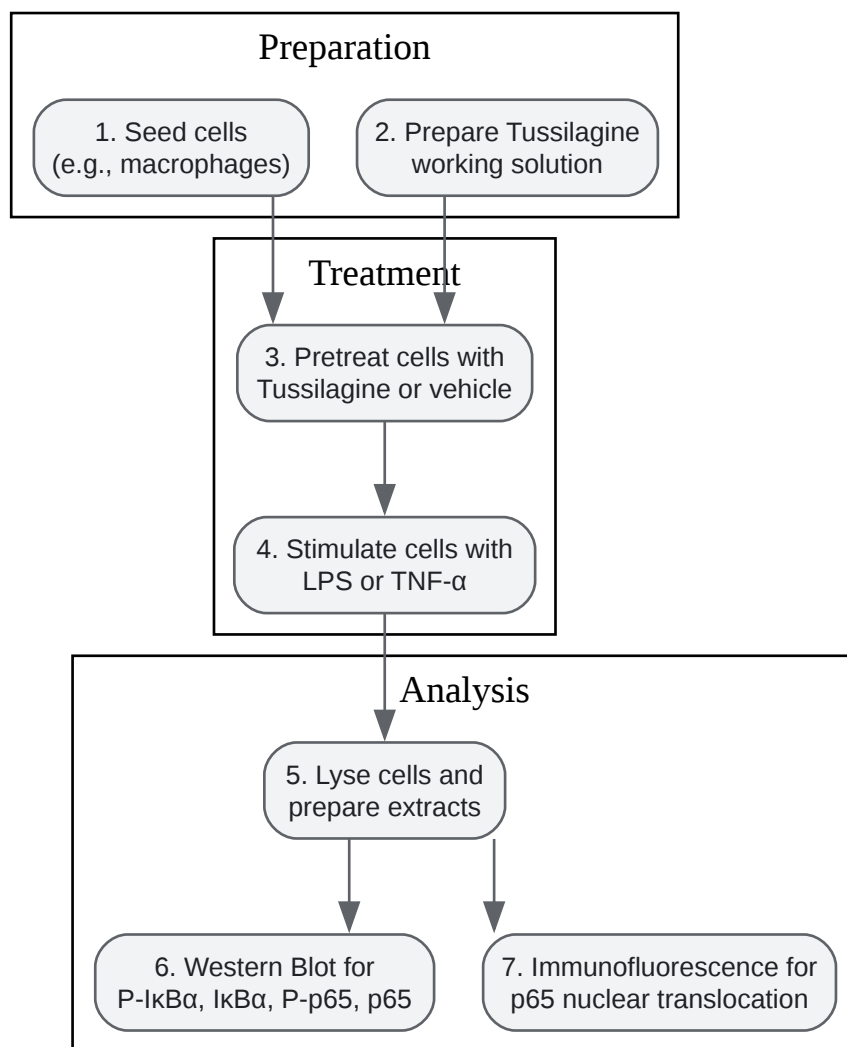 Preparation
1. Seed cells
(e.g., macrophages)
2. Prepare Tussilagine
working solution
Treatment
3. Pretreat cells with
Tussilagine or vehicle
4. Stimulate cells with
LPS or TNF-α
Analysis
5. Lyse cells and
prepare extracts
6. Western Blot for
P-IκBα, IκBα, P-p65, p65
7. Immunofluorescence for
p65 nuclear translocation